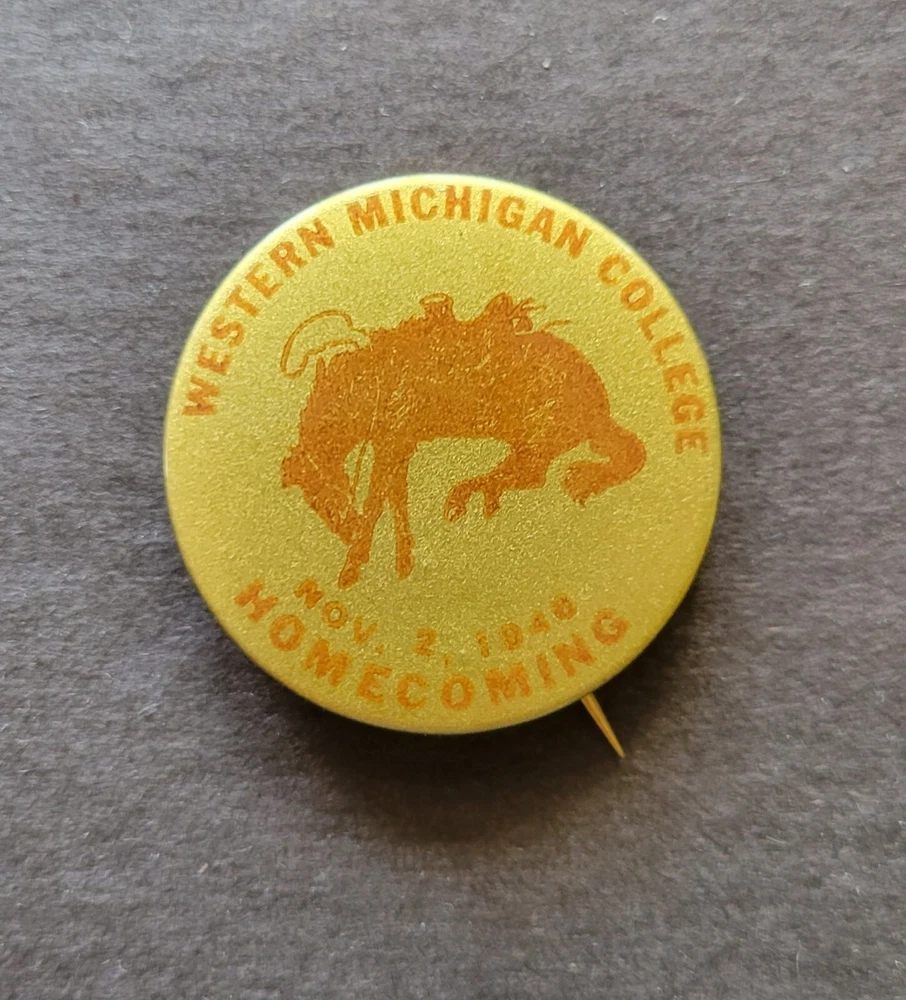 WESTERN MICHIGAN COLLEGE
NOV. 2, 1946
HOMECOMING